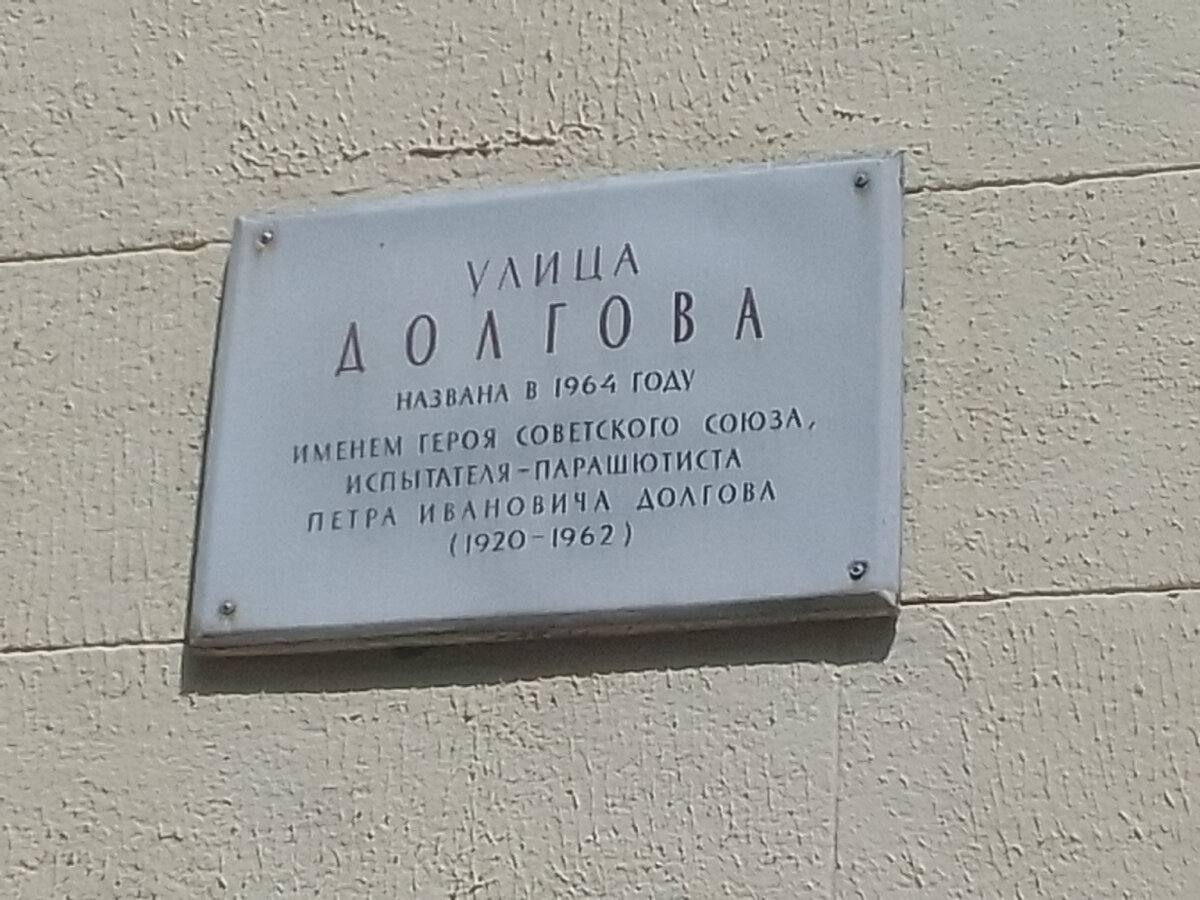 УЛИЦА
ДОЛГОВА
НАЗВАНА В 1964 ГОДУ
ИМЕНЕМ ГЕРОЯ СОВЕТСКОГО СОЮЗА,
ИСПЫТАТЕЛЯ-ПАРАШЮТИСТА
ПЕТРА ИВАНОВИЧА ДОЛГОВА
(1920-1962)